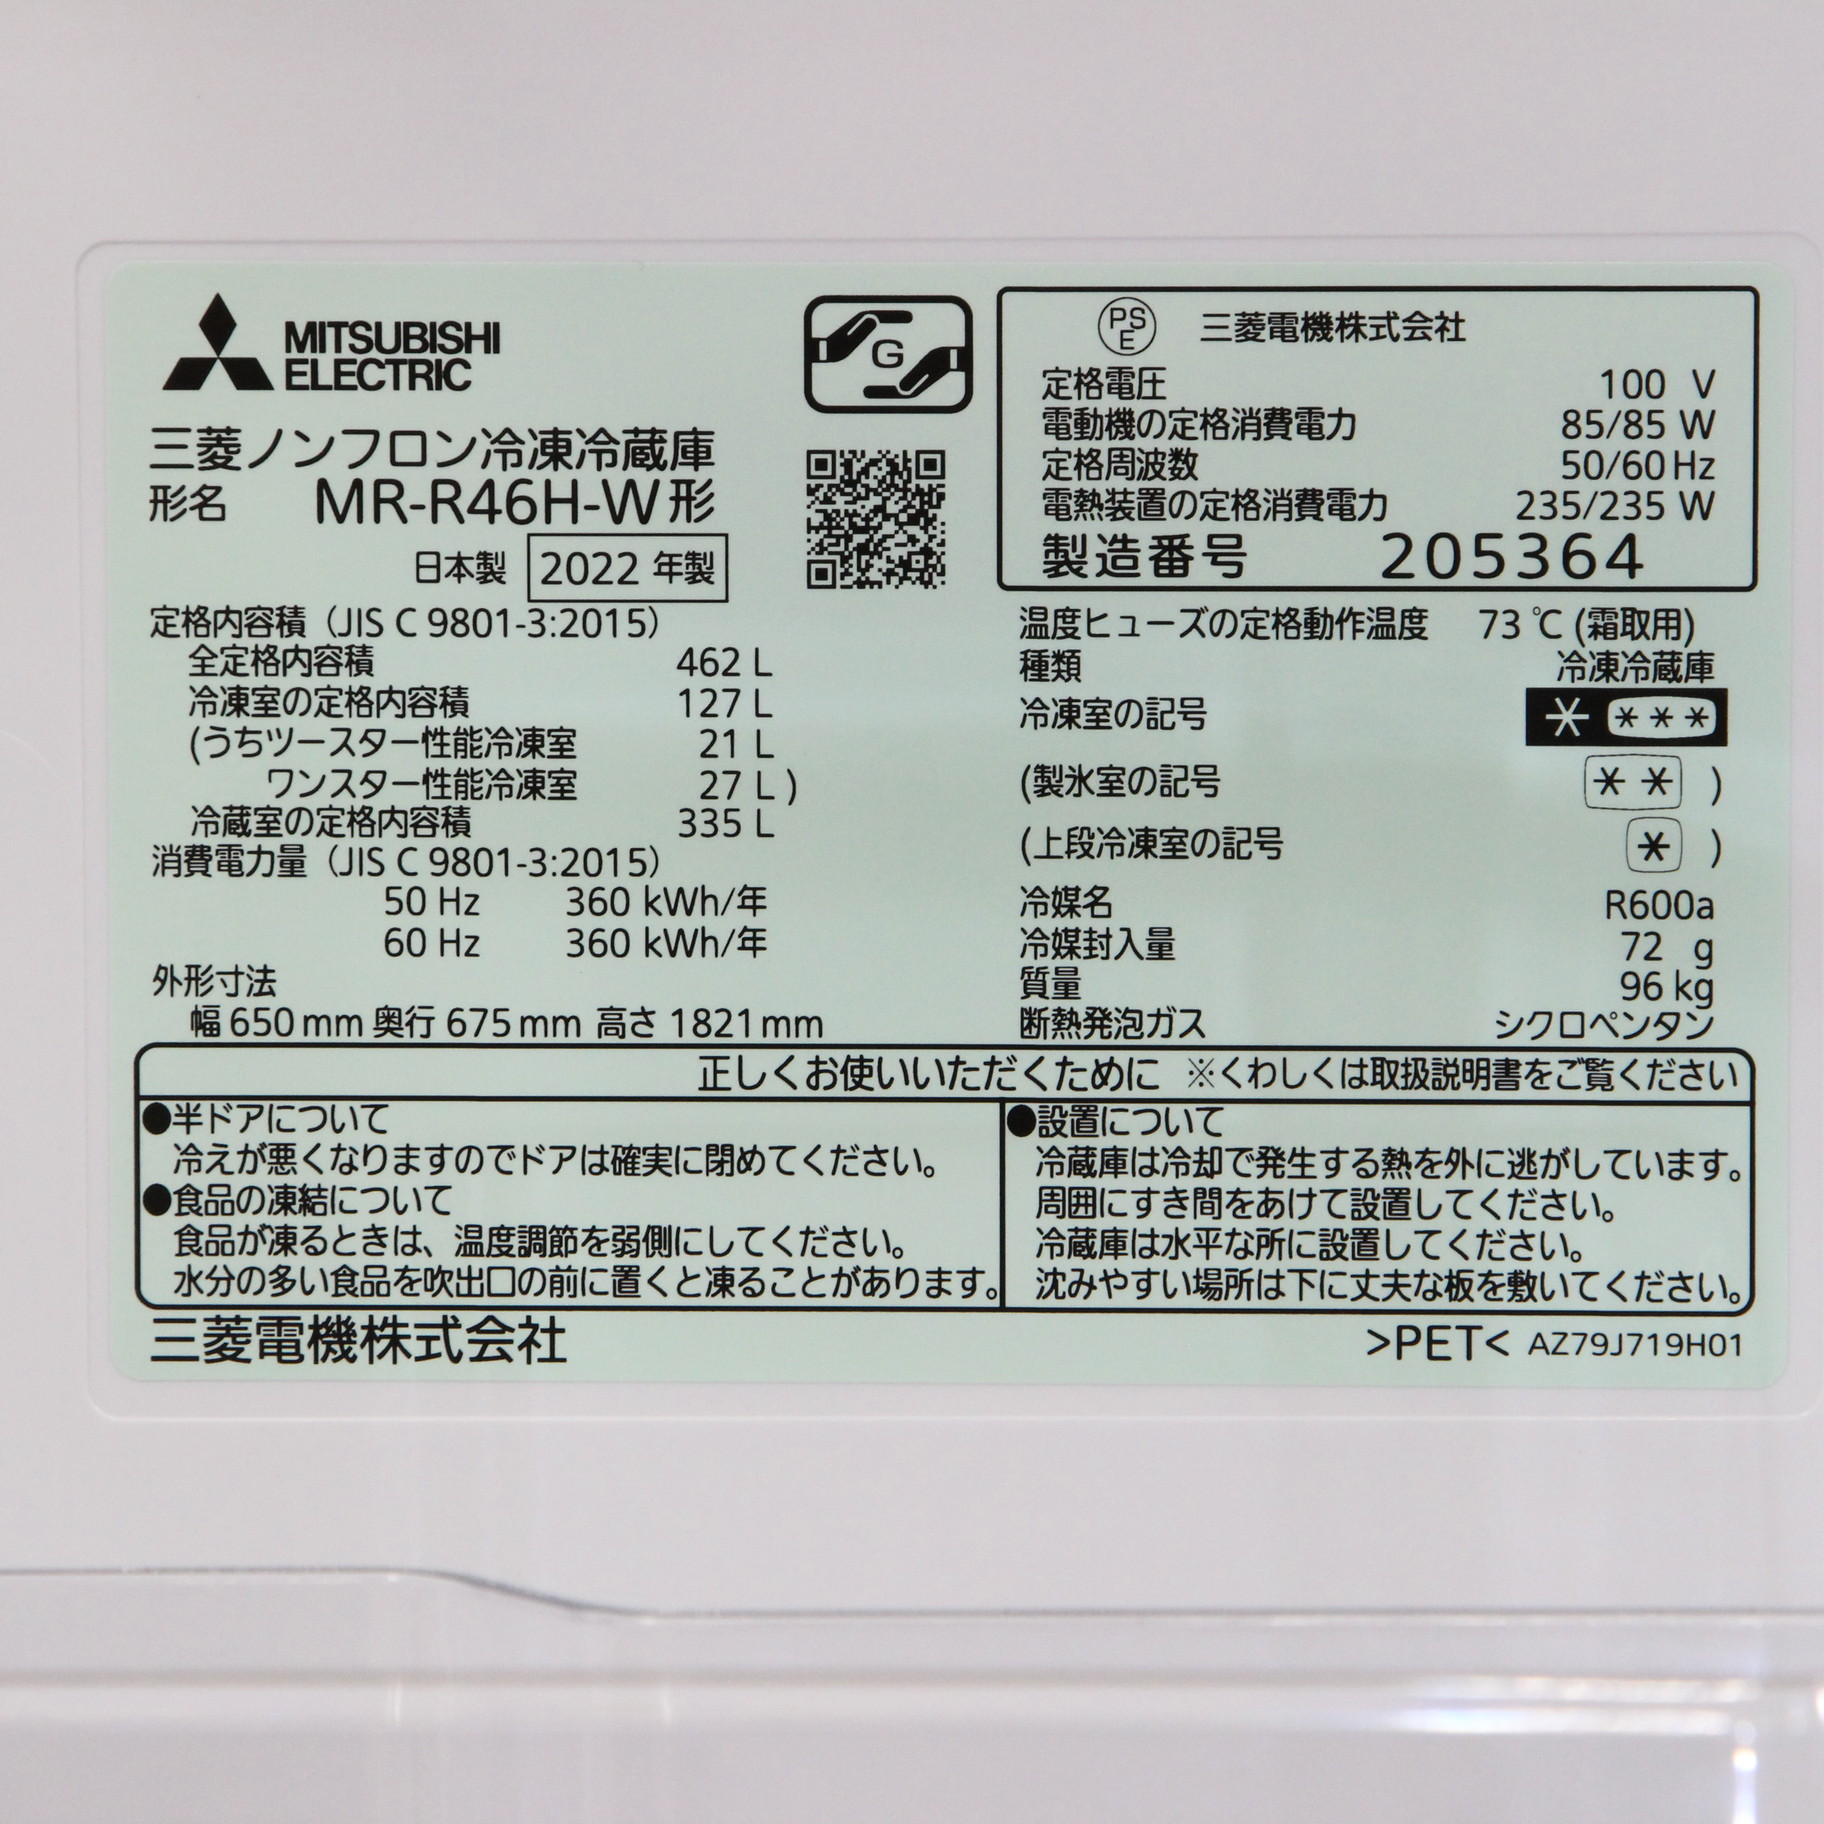 MITSUBISHI
ELECTRIC
G
三菱ノンフロン冷凍冷蔵庫
形名 MR-R46H-W形
日本製 2022 年製
定格内容積（JIS C 9801-3:2015）
全定格内容積 462 L
冷凍室の定格内容積 127 L
(うちツースター性能冷凍室 21 L
ワンスター性能冷凍室 27 L )
冷蔵室の定格内容積 335 L
消費電力量（JIS C 9801-3:2015）
50 Hz 360 kWh/年
60 Hz 360 kWh/年
外形寸法
幅 650 mm 奥行 675 mm 高さ 1821 mm
PS
E
三菱電機株式会社
定格電圧 100 V
電動機の定格消費電力 85/85 W
定格周波数 50/60 Hz
電熱装置の定格消費電力 235/235 W
製造番号 205364
温度ヒューズの定格動作温度 73 ℃ (霜取用)
種類 冷凍冷蔵庫
冷凍室の記号 * ***
(製氷室の記号 ** )
(上段冷凍室の記号 * )
冷媒名 R600a
冷媒封入量 72 g
質量 96 kg
断熱発泡ガス シクロペンタン
正しくお使いいただくために ※くわしくは取扱説明書をご覧ください
●半ドアについて
冷えが悪くなりますのでドアは確実に閉めてください。
●食品の凍結について
食品が凍るときは、温度調節を弱側にしてください。
水分の多い食品を吹出口の前に置くと凍ることがあります。
●設置について
冷蔵庫は冷却で発生する熱を外に逃がしています。
周囲にすき間をあけて設置してください。
冷蔵庫は水平な所に設置してください。
沈みやすい場所は下に丈夫な板を敷いてください。
三菱電機株式会社
>PET< AZ79J719H01